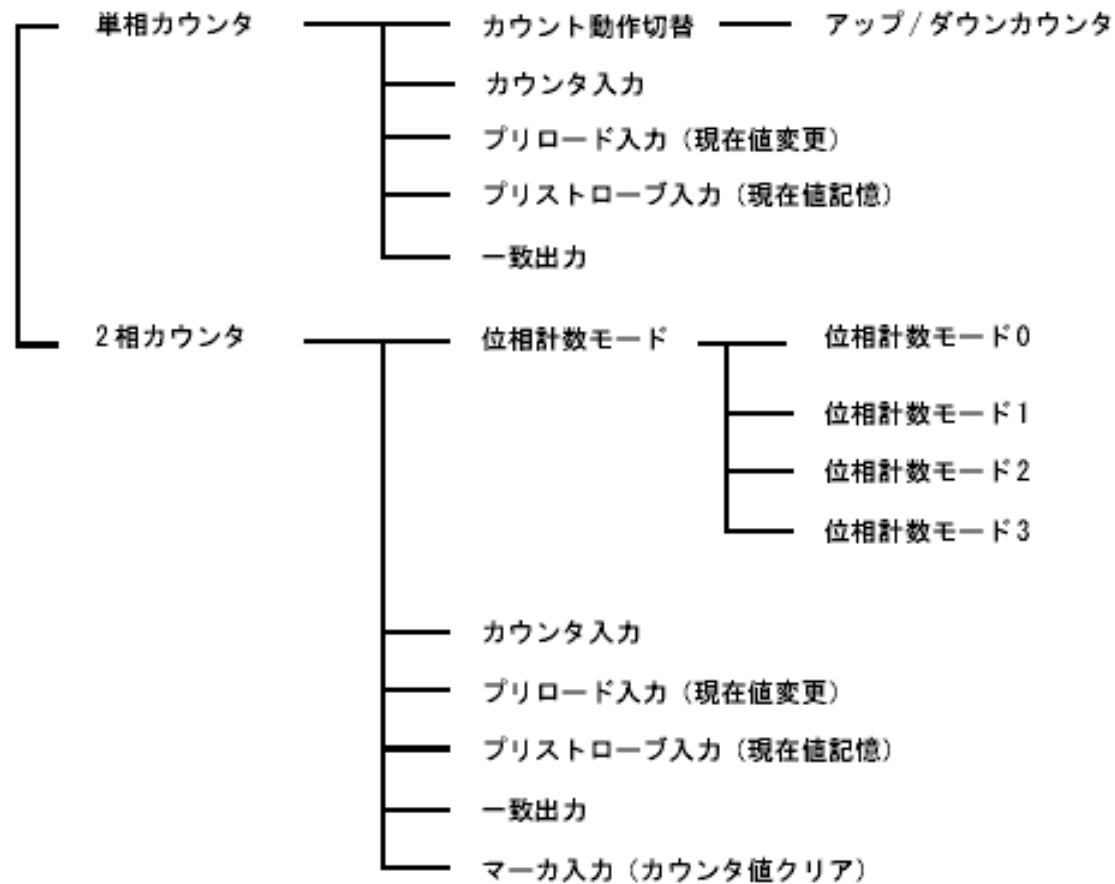 単相カウンタ
カウント動作切替
アップ/ダウンカウンタ
カウンタ入力
プリロード入力（現在値変更）
プリストローブ入力（現在値記憶）
一致出力
2相カウンタ
位相計数モード
位相計数モード0
位相計数モード1
位相計数モード2
位相計数モード3
カウンタ入力
プリロード入力（現在値変更）
プリストローブ入力（現在値記憶）
一致出力
マーカ入力（カウンタ値クリア）